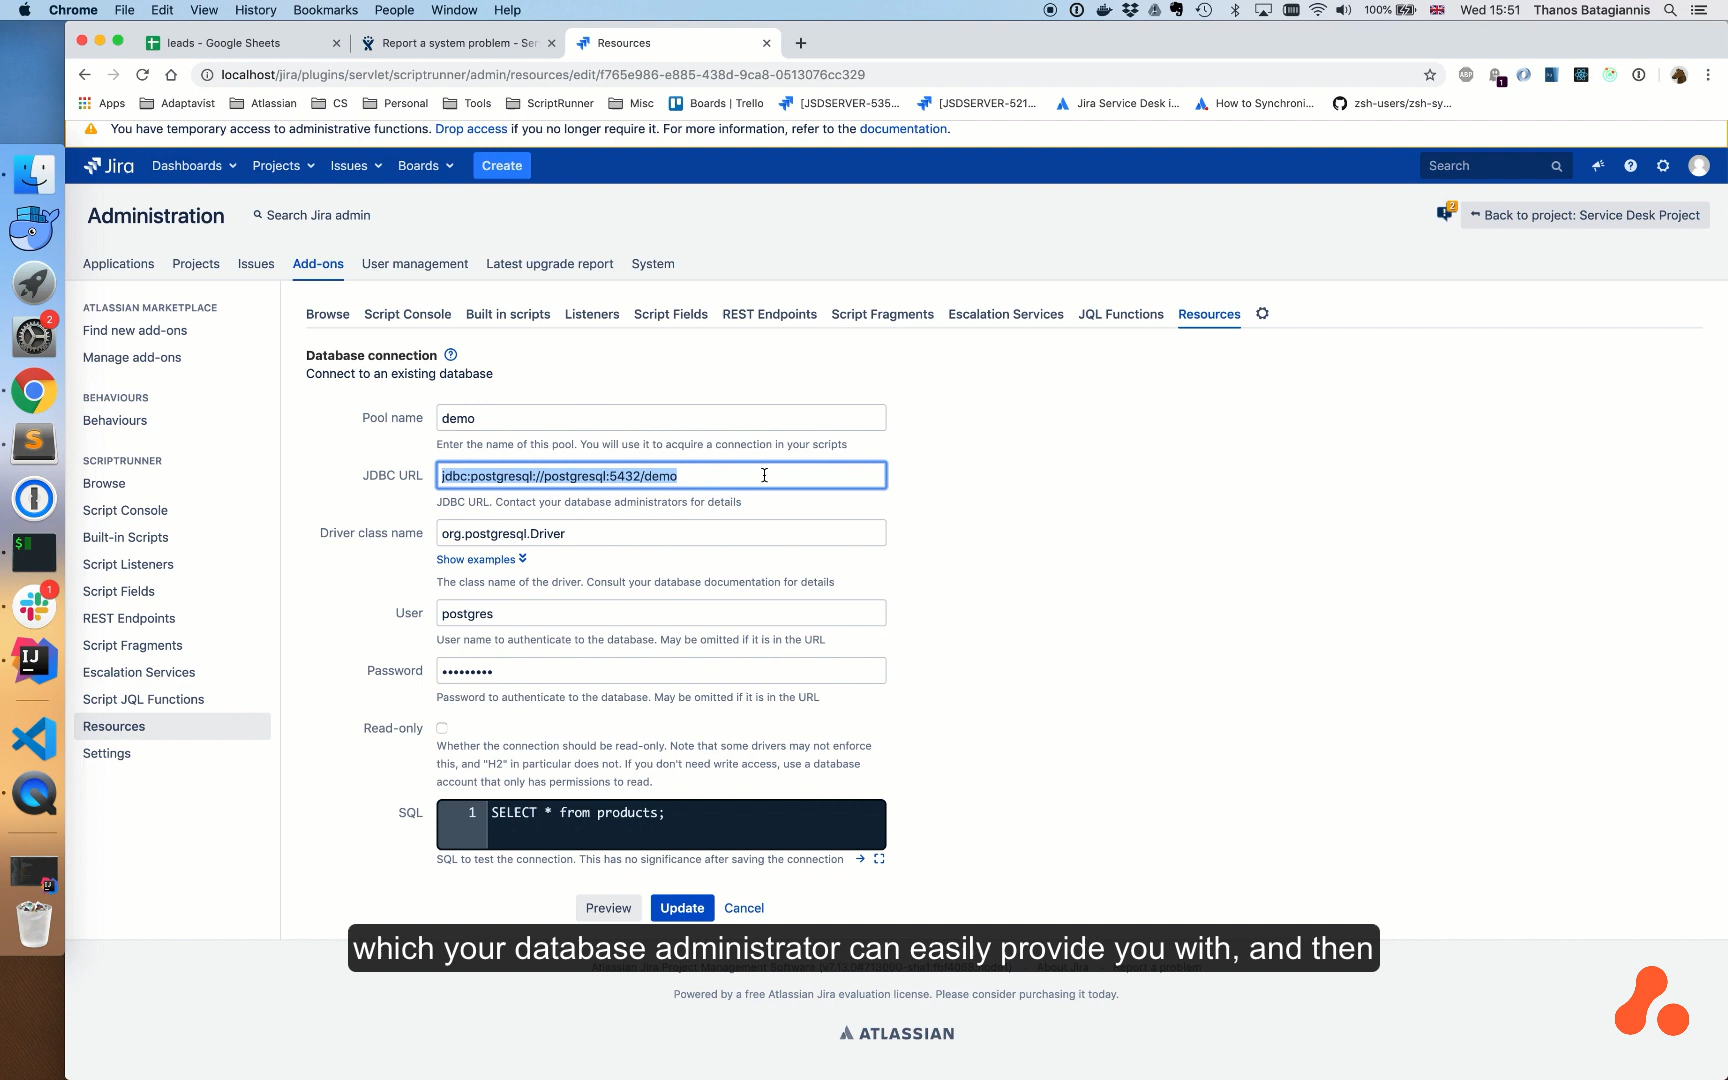 Chrome File Edit View History Bookmarks People Window Help
100% Wed 15:51 Thanos Batagiannis
leads - Google Sheets
Report a system problem - Ser
Resources
localhost/jira/plugins/servlet/scriptrunner/admin/resources/edit/f765e986-e885-438d-9ca8-0513076cc329
ABP
1
Apps Adaptavist Atlassian CS Personal Tools ScriptRunner Misc Boards | Trello [JSDSERVER-535... [JSDSERVER-521... Jira Service Desk i... How to Synchroni... zsh-users/zsh-sy...
You have temporary access to administrative functions. Drop access if you no longer require it. For more information, refer to the documentation.
Jira Dashboards Projects Issues Boards Create
Search
Administration
Search Jira admin
2
Back to project: Service Desk Project
Applications Projects Issues Add-ons User management Latest upgrade report System
ATLASSIAN MARKETPLACE
Find new add-ons
Manage add-ons
BEHAVIOURS
Behaviours
SCRIPTRUNNER
Browse
Script Console
Built-in Scripts
Script Listeners
Script Fields
REST Endpoints
Script Fragments
Escalation Services
Script JQL Functions
Resources
Settings
Browse Script Console Built in scripts Listeners Script Fields REST Endpoints Script Fragments Escalation Services JQL Functions Resources
Database connection
Connect to an existing database
Pool name
demo
Enter the name of this pool. You will use it to acquire a connection in your scripts
JDBC URL
jdbc:postgresql://postgresql:5432/demo
JDBC URL. Contact your database administrators for details
Driver class name
org.postgresql.Driver
Show examples
The class name of the driver. Consult your database documentation for details
User
postgres
User name to authenticate to the database. May be omitted if it is in the URL
Password
•••••••••
Password to authenticate to the database. May be omitted if it is in the URL
Read-only
Whether the connection should be read-only. Note that some drivers may not enforce
this, and "H2" in particular does not. If you don't need write access, use a database
account that only has permissions to read.
SQL
1 SELECT * from products;
SQL to test the connection. This has no significance after saving the connection
Preview Update Cancel
which your database administrator can easily provide you with, and then
Powered by a free Atlassian Jira evaluation license. Please consider purchasing it today.
ATLASSIAN
2
S
1
$
1
IJ
IJ